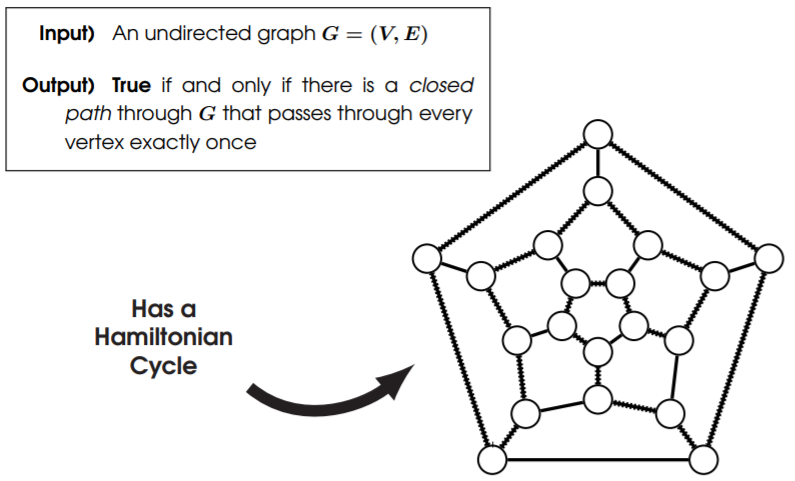 Input) An undirected graph G = (V, E)
Output) True if and only if there is a closed
path through G that passes through every
vertex exactly once
Has a
Hamiltonian
Cycle